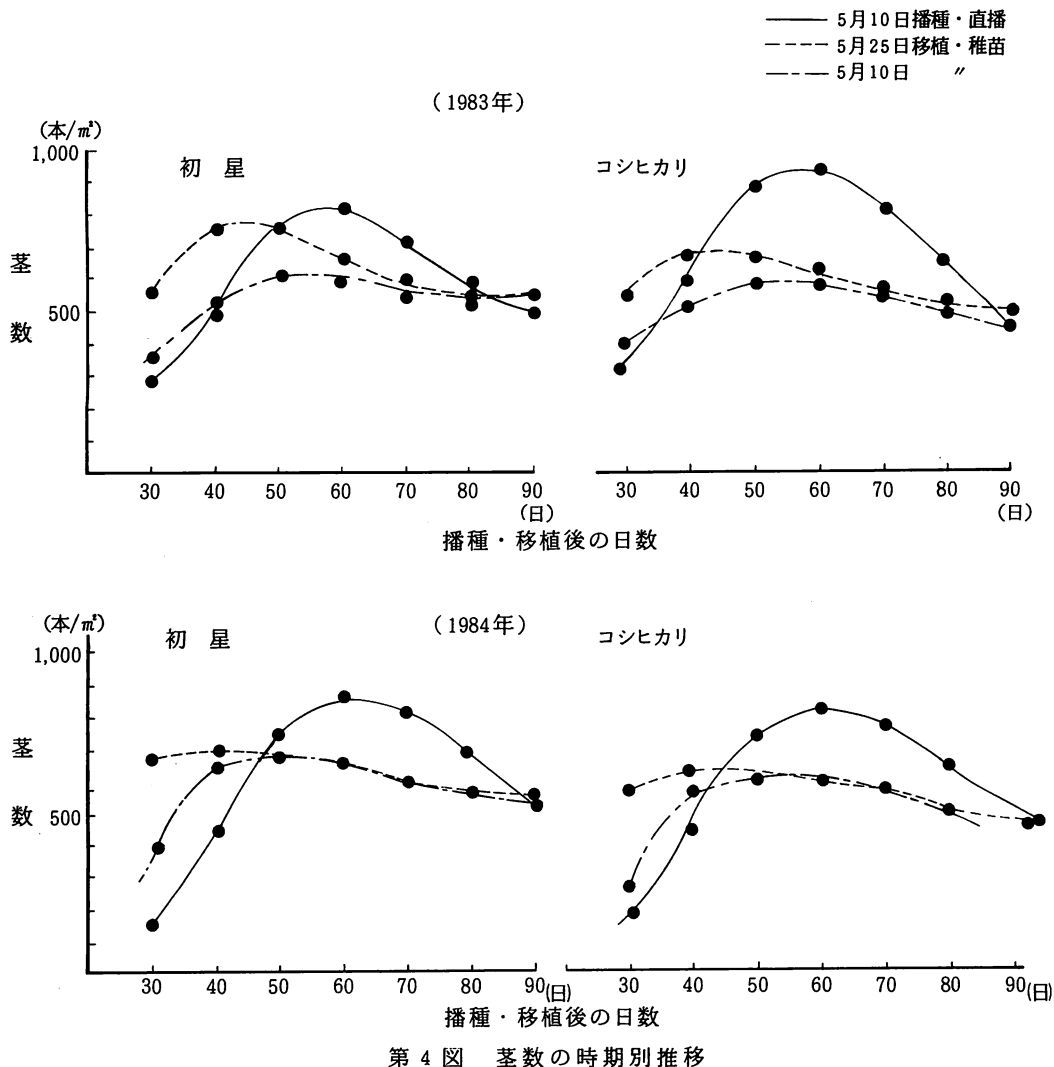 5月10日播種・直播
5月25日移植・稚苗
5月10日 〃
(1983年)
(本/㎡)
初 星
コシヒカリ
1,000
500
茎数
30 40 50 60 70 80 90
(日)
30 40 50 60 70 80 90
(日)
播種・移植後の日数
(本/㎡)
初 星
(1984年)
コシヒカリ
1,000
500
茎数
30 40 50 60 70 80 90(日)
30 40 50 60 70 80 90(日)
播種・移植後の日数
第4図 茎数の時期別推移